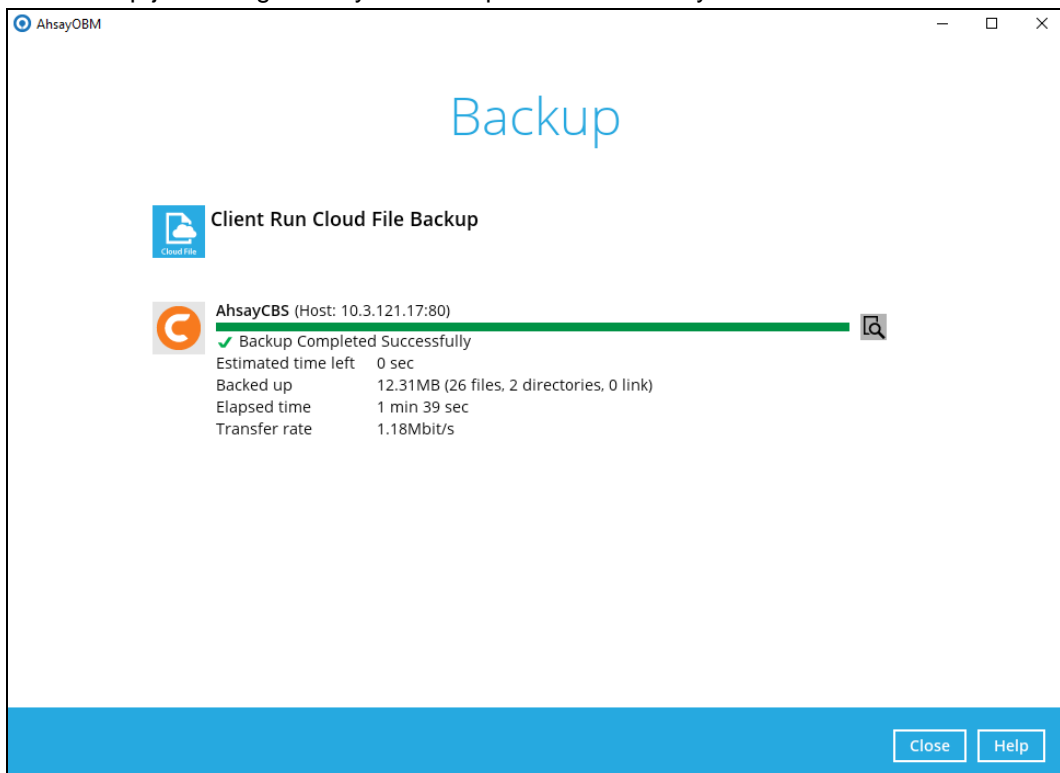 AhsayOBM
Backup
Client Run Cloud File Backup
Cloud File
AhsayCBS (Host: 10.3.121.17:80)
Backup Completed Successfully
Estimated time left 0 sec
Backed up 12.31MB (26 files, 2 directories, 0 link)
Elapsed time 1 min 39 sec
Transfer rate 1.18Mbit/s
Close Help